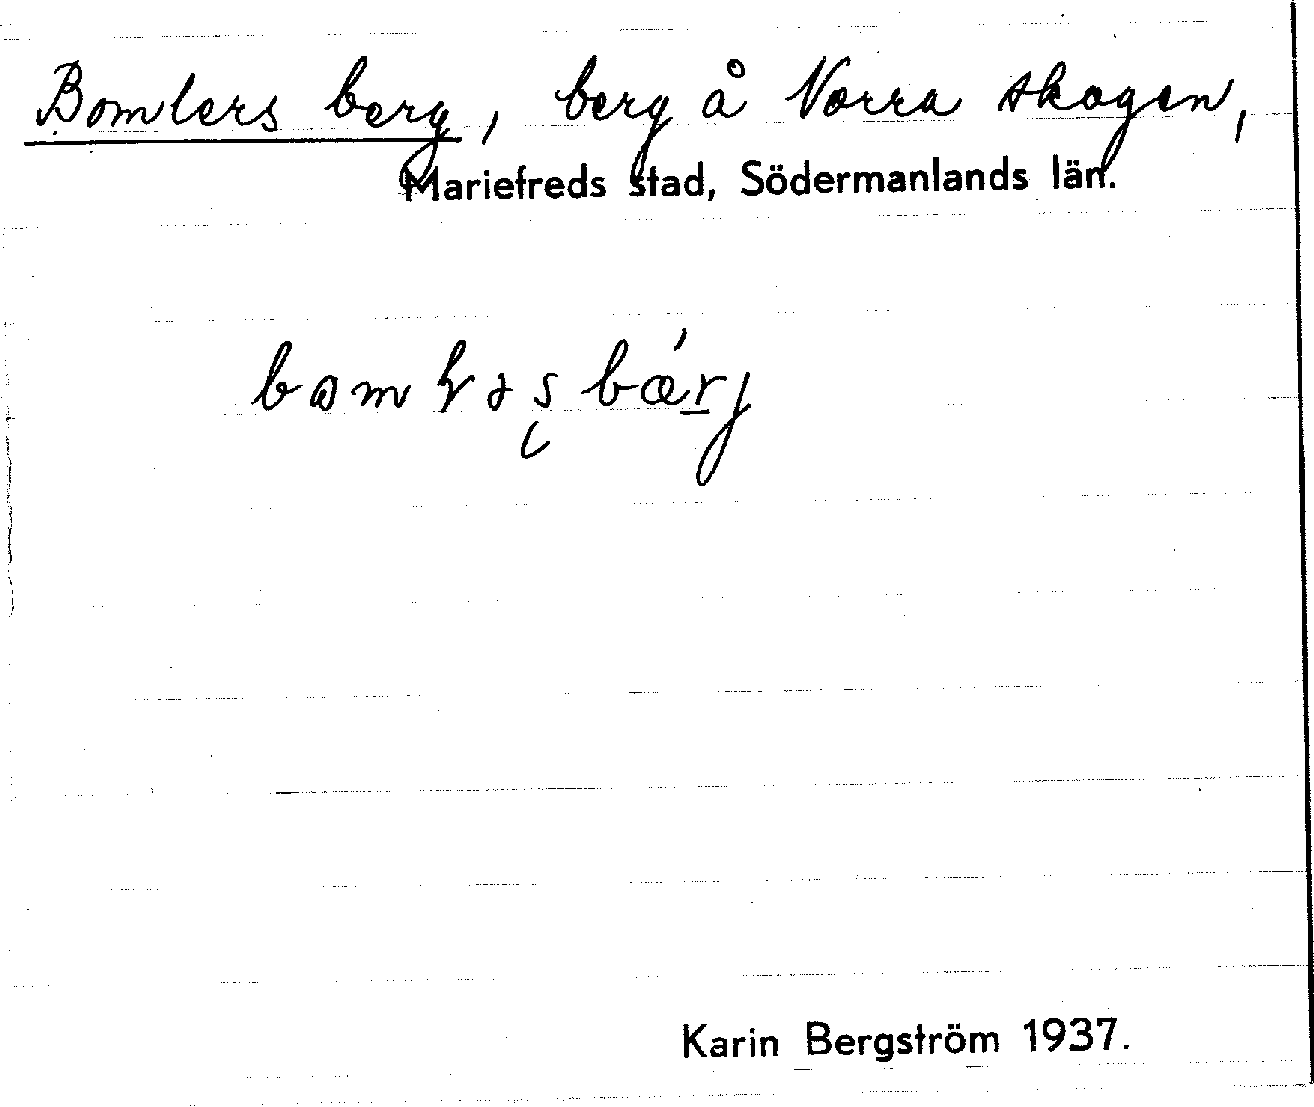 Bomlers berg, berg å Norra skogen,
Mariefreds stad, Södermanlands län.
Karin Bergström 1937.